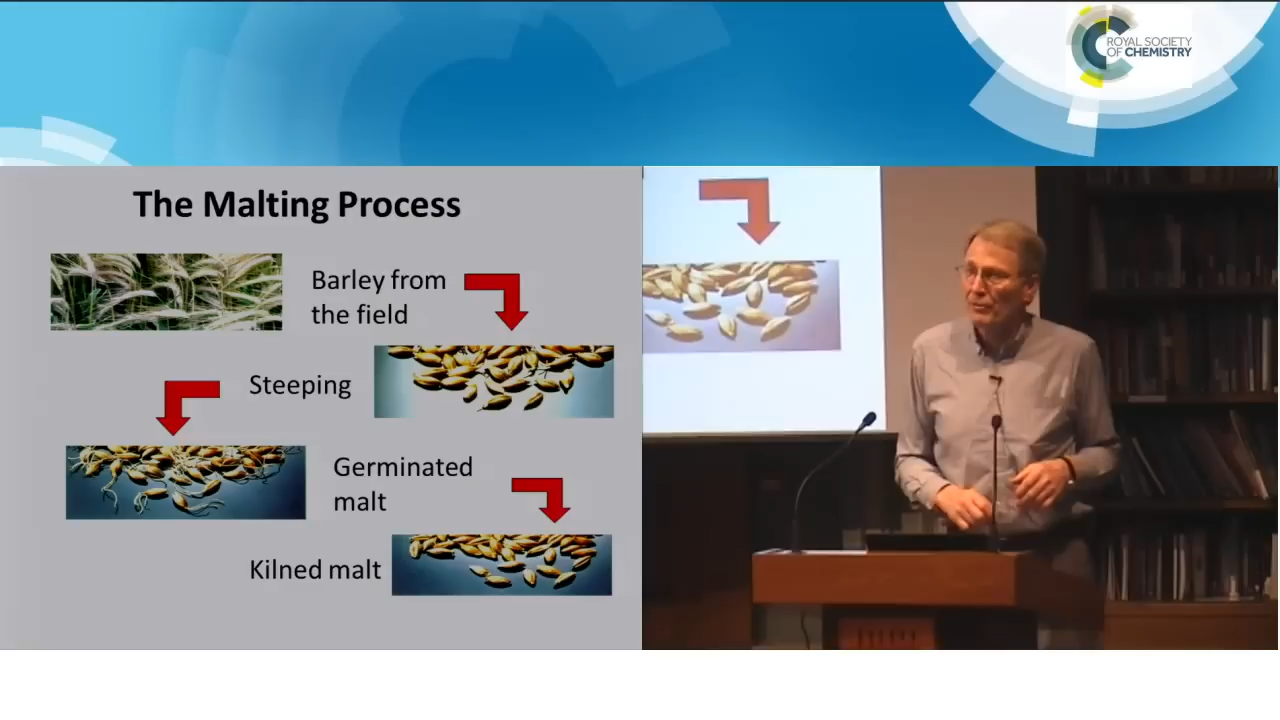 ROYAL SOCIETY
OF CHEMISTRY
The Malting Process
Barley from
the field
Steeping
Germinated
malt
Kilned malt